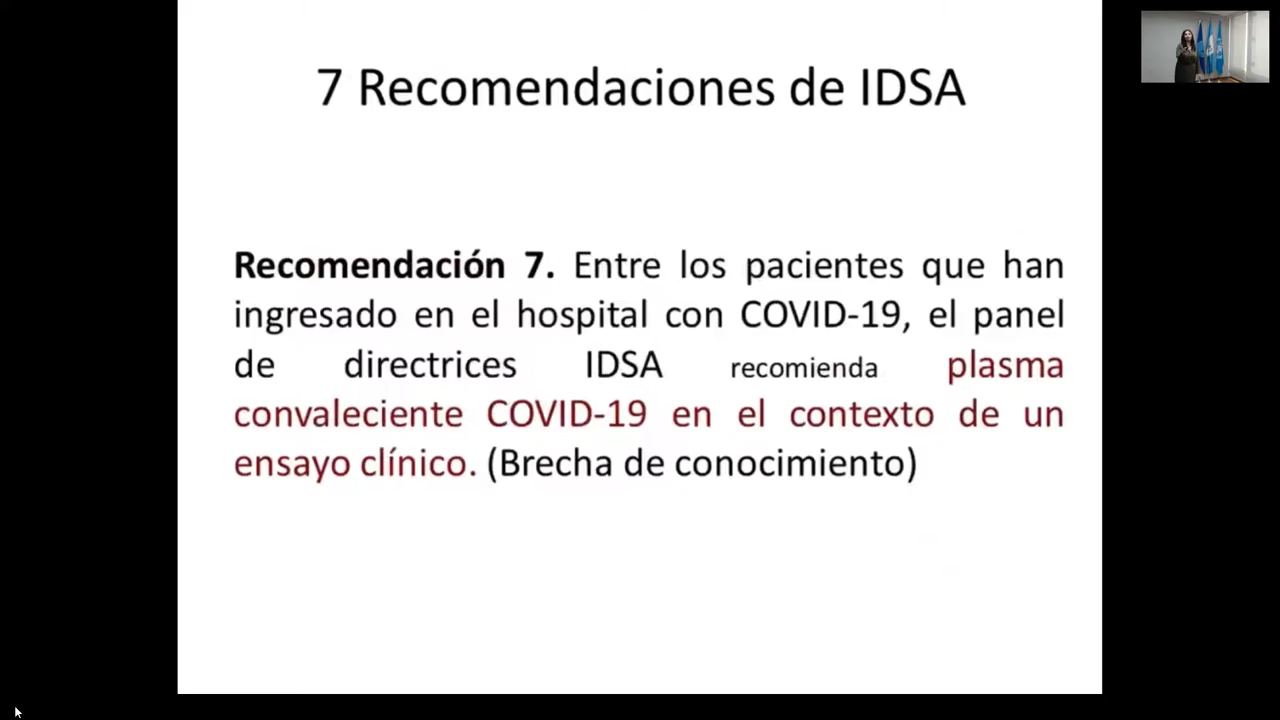 7 Recomendaciones de IDSA
Recomendación 7. Entre los pacientes que han
ingresado en el hospital con COVID-19, el panel
de directrices IDSA recomienda plasma
convaleciente COVID-19 en el contexto de un
ensayo clínico. (Brecha de conocimiento)